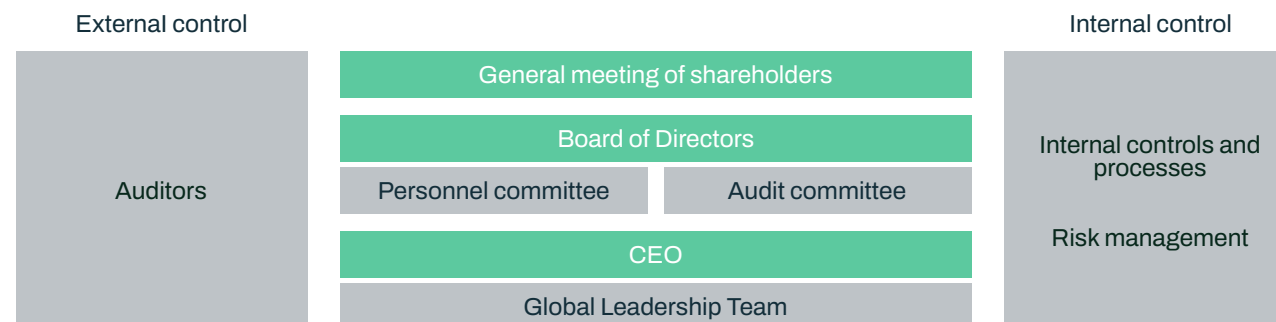 External control
Internal control
General meeting of shareholders
Board of Directors
Personnel committee
Audit committee
Auditors
CEO
Global Leadership Team
Internal controls and
processes
Risk management